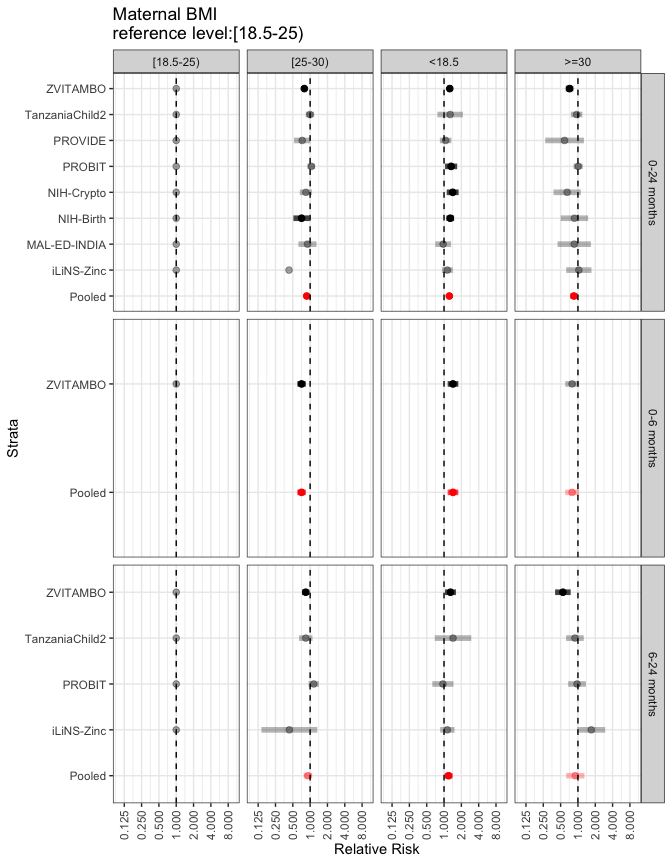 Maternal BMI
reference level:[18.5-25)
[18.5-25)
[25-30)
<18.5
>=30
ZVITAMBO
TanzaniaChild2
PROVIDE
PROBIT
NIH-Crypto
NIH-Birth
MAL-ED-INDIA
iLiNS-Zinc
Pooled
0-24 months
ZVITAMBO
Pooled
0-6 months
ZVITAMBO
TanzaniaChild2
PROBIT
iLiNS-Zinc
Pooled
6-24 months
Strata
0.125 0.250 0.500 1.000 2.000 4.000 8.000
0.125 0.250 0.500 1.000 2.000 4.000 8.000
0.125 0.250 0.500 1.000 2.000 4.000 8.000
0.125 0.250 0.500 1.000 2.000 4.000 8.000
Relative Risk